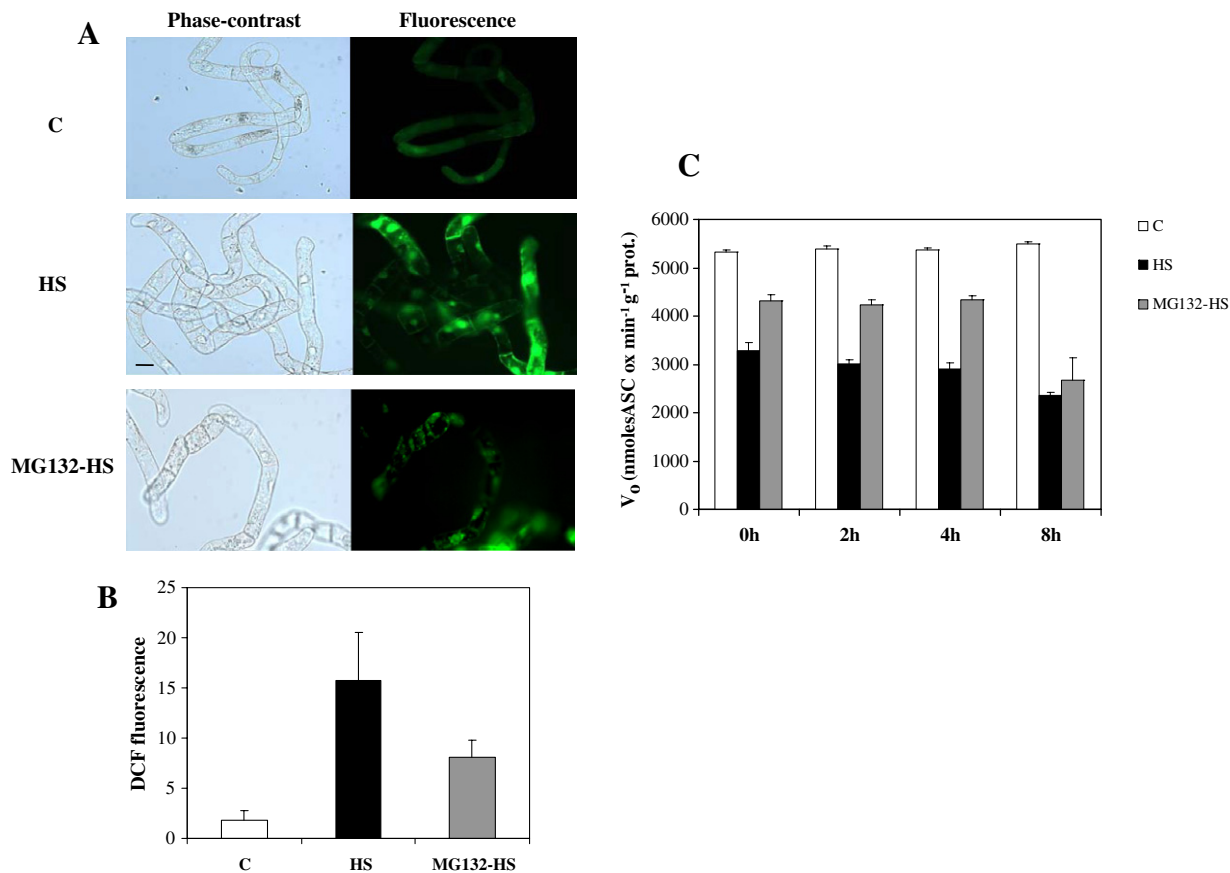 A
Phase-contrast
Fluorescence
C
HS
MG132-HS
B
DCF fluorescence
25
20
15
10
5
0
C
HS
MG132-HS
C
V₀ (nmolesASC ox min⁻¹ g⁻¹ prot.)
6000
5000
4000
3000
2000
1000
0
0h
2h
4h
8h
C
HS
MG132-HS